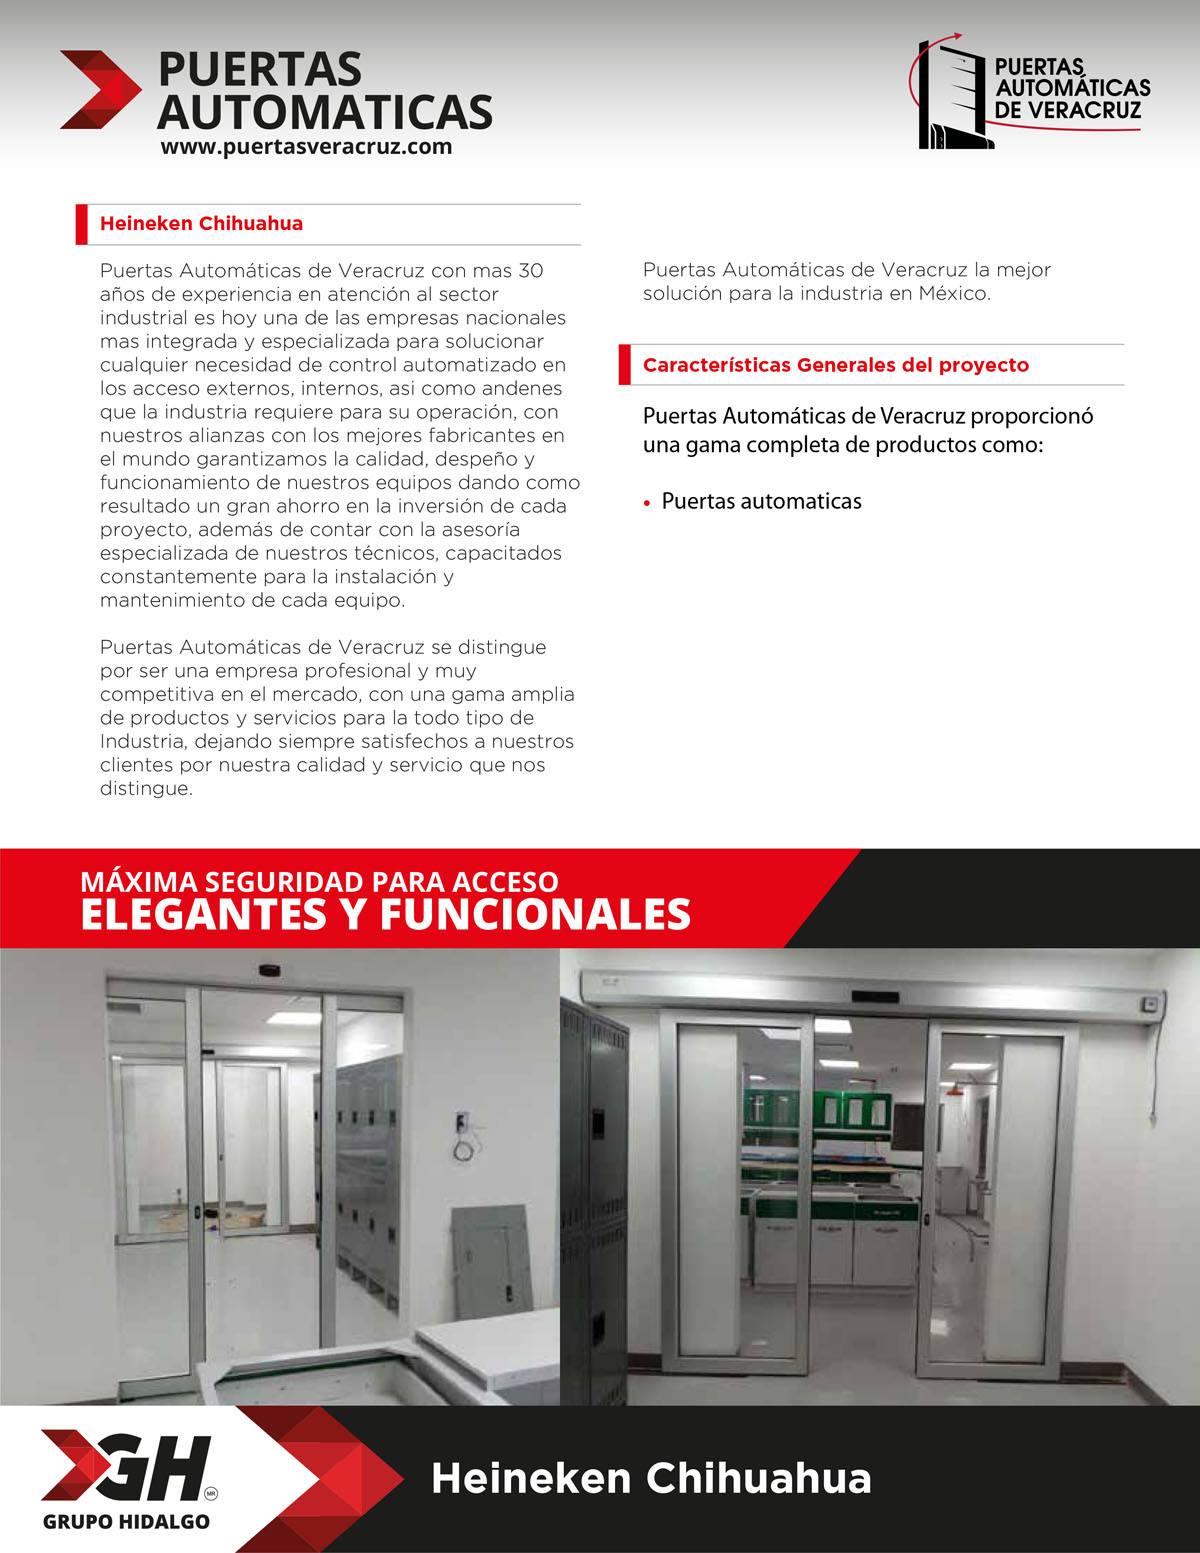 PUERTAS
AUTOMATICAS
www.puertasveracruz.com
PUERTAS
AUTOMÁTICAS
DE VERACRUZ
Heineken Chihuahua
Puertas Automáticas de Veracruz con mas 30
años de experiencia en atención al sector
industrial es hoy una de las empresas nacionales
mas integrada y especializada para solucionar
cualquier necesidad de control automatizado en
los acceso externos, internos, asi como andenes
que la industria requiere para su operación, con
nuestros alianzas con los mejores fabricantes en
el mundo garantizamos la calidad, despeño y
funcionamiento de nuestros equipos dando como
resultado un gran ahorro en la inversión de cada
proyecto, además de contar con la asesoría
especializada de nuestros técnicos, capacitados
constantemente para la instalación y
mantenimiento de cada equipo.
Puertas Automáticas de Veracruz se distingue
por ser una empresa profesional y muy
competitiva en el mercado, con una gama amplia
de productos y servicios para la todo tipo de
Industria, dejando siempre satisfechos a nuestros
clientes por nuestra calidad y servicio que nos
distingue.
Puertas Automáticas de Veracruz la mejor
solución para la industria en México.
Características Generales del proyecto
Puertas Automáticas de Veracruz proporcionó
una gama completa de productos como:
• Puertas automaticas
MÁXIMA SEGURIDAD PARA ACCESO
ELEGANTES Y FUNCIONALES
GH
MR
GRUPO HIDALGO
Heineken Chihuahua